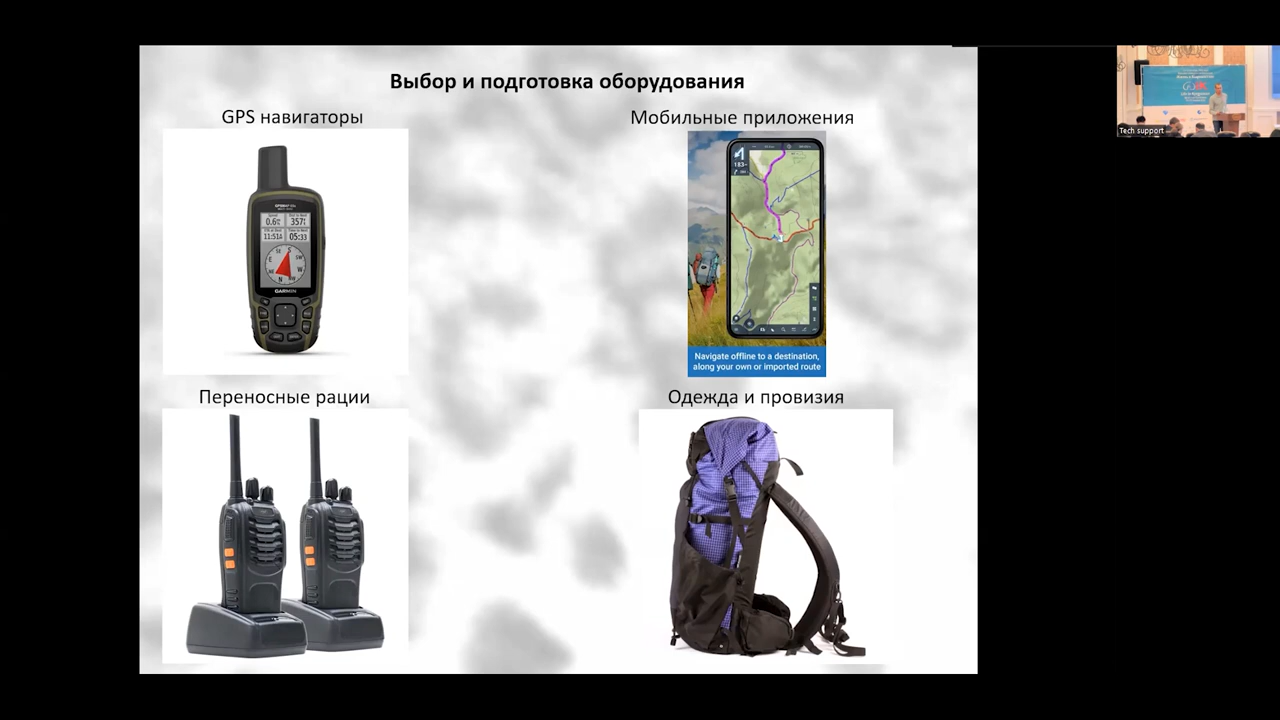 Выбор и подготовка оборудования
GPS навигаторы
Мобильные приложения
GARMIN
183
Navigate offline to a destination,
along your own or imported route
Переносные рации
Одежда и провизия
Tech support